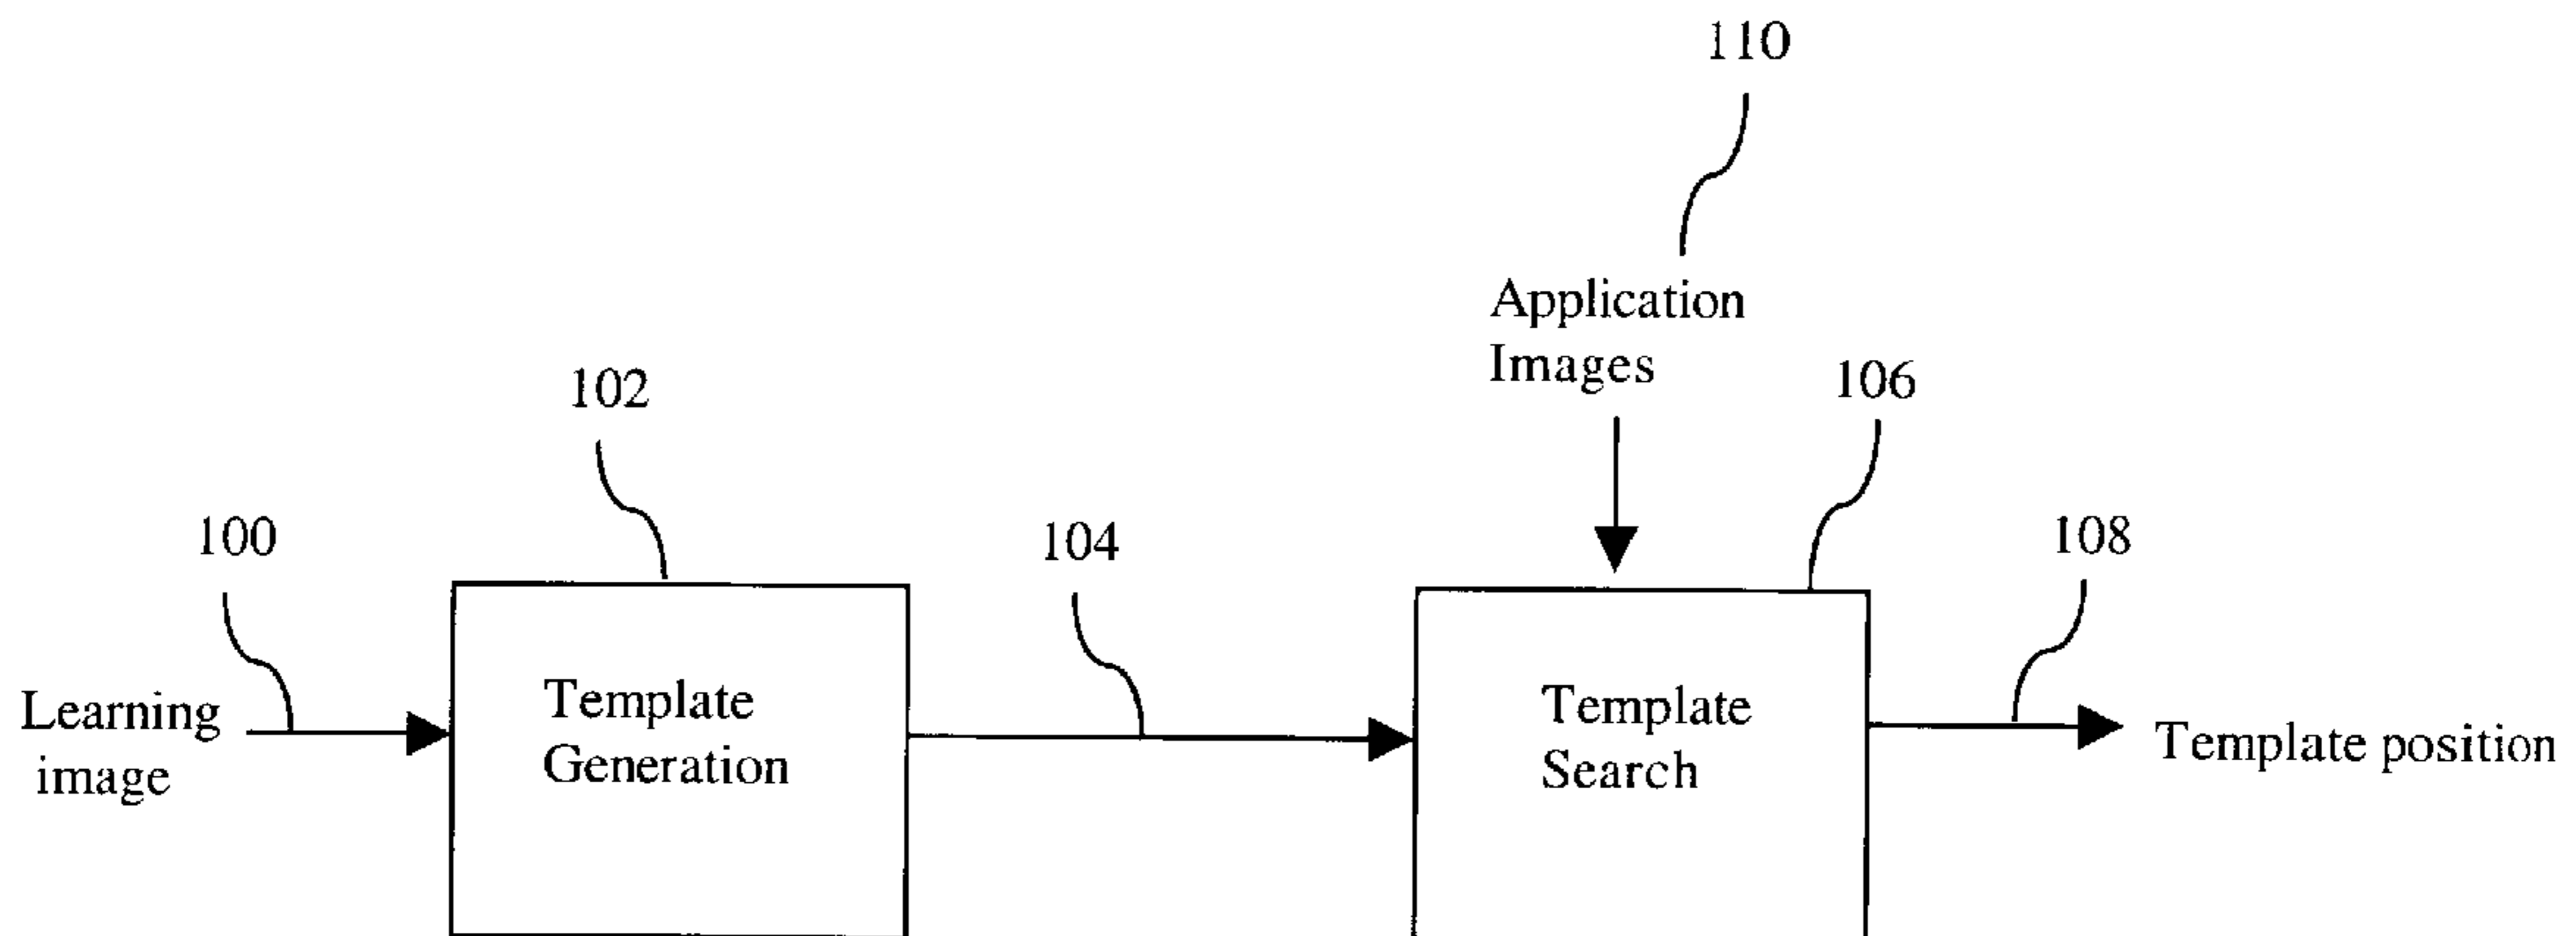 110
Application
Images
102
106
100
104
108
Learning
image
Template
Generation
Template
Search
Template position